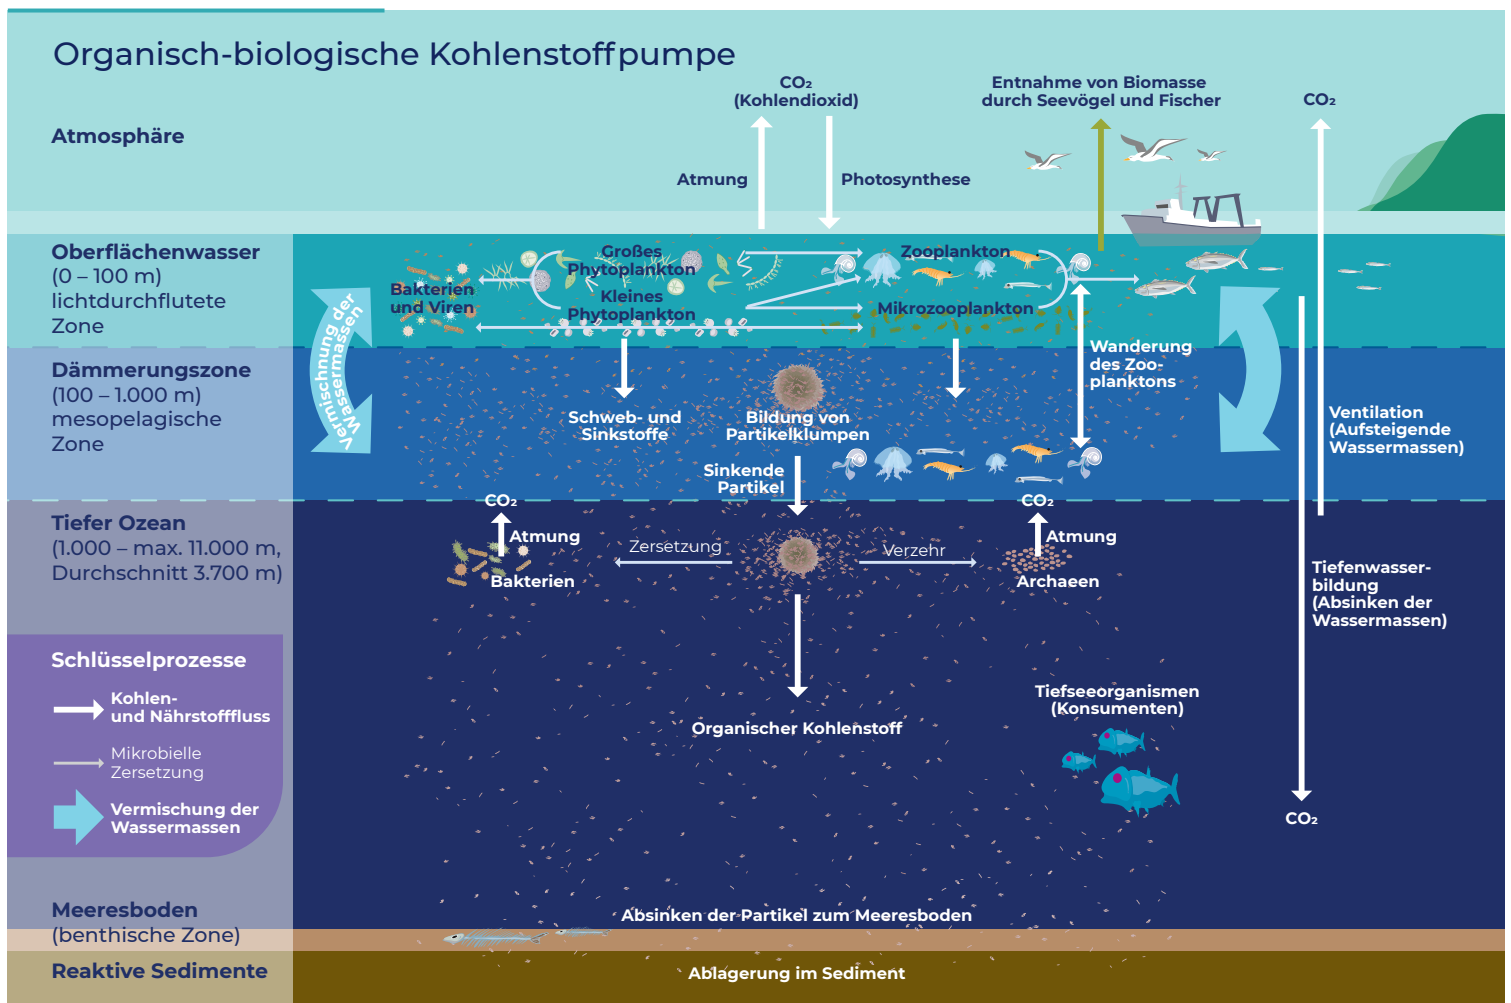 Organisch-biologische Kohlenstoffpumpe
Atmosphäre
CO₂
(Kohlendioxid)
Atmung
Photosynthese
Entnahme von Biomasse
durch Seevögel und Fischer
CO₂
Oberflächenwasser
(0 – 100 m)
lichtdurchflutete
Zone
Bakterien
und Viren
Großes
Phytoplankton
Kleines
Phytoplankton
Zooplankton
Mikrozooplankton
Vermischnung der
Wassermassen
Dämmerungszone
(100 – 1.000 m)
mesopelagische
Zone
Schweb- und
Sinkstoffe
Bildung von
Partikelklumpen
Wanderung
des Zoo-
planktons
Sinkende
Partikel
Ventilation
(Aufsteigende
Wassermassen)
Tiefer Ozean
(1.000 – max. 11.000 m,
Durchschnitt 3.700 m)
CO₂
Atmung
Bakterien
Zersetzung
Verzehr
CO₂
Atmung
Archaeen
Tiefenwasser-
bildung
(Absinken der
Wassermassen)
CO₂
Organischer Kohlenstoff
Tiefseeorganismen
(Konsumenten)
Schlüsselprozesse
Kohlen-
und Nährstofffluss
Mikrobielle
Zersetzung
Vermischung der
Wassermassen
Meeresboden
(benthische Zone)
Absinken der Partikel zum Meeresboden
Reaktive Sedimente
Ablagerung im Sediment